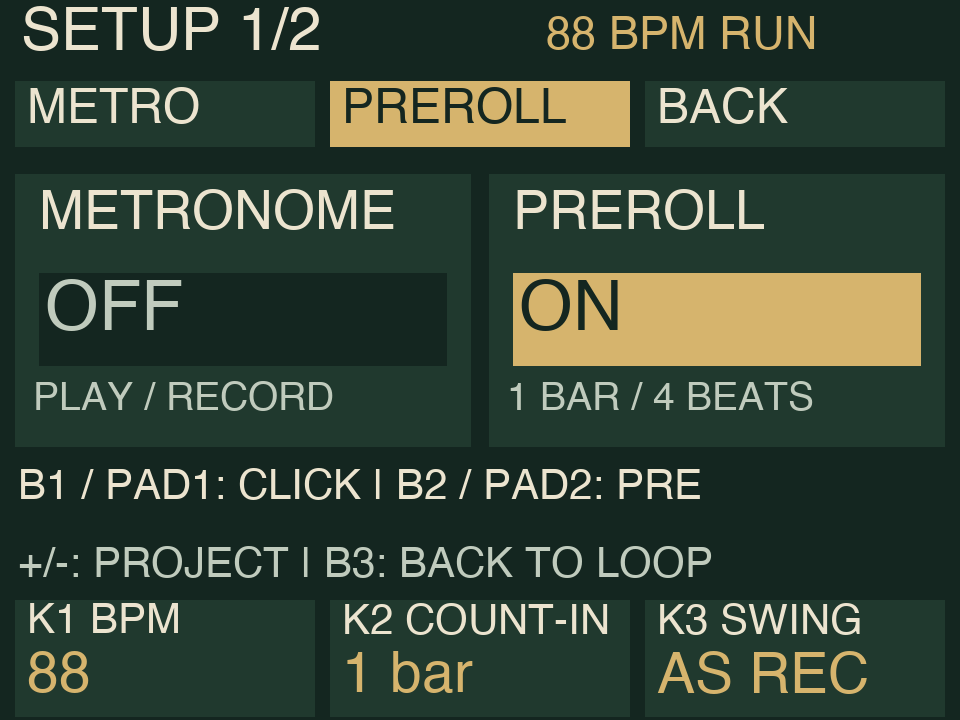 SETUP 1/2
88 BPM RUN
METRO
PREROLL
BACK
METRONOME
PREROLL
OFF
ON
PLAY / RECORD
1 BAR / 4 BEATS
B1 / PAD1: CLICK | B2 / PAD2: PRE
+/-: PROJECT | B3: BACK TO LOOP
K1 BPM
K2 COUNT-IN
K3 SWING
88
1 bar
AS REC